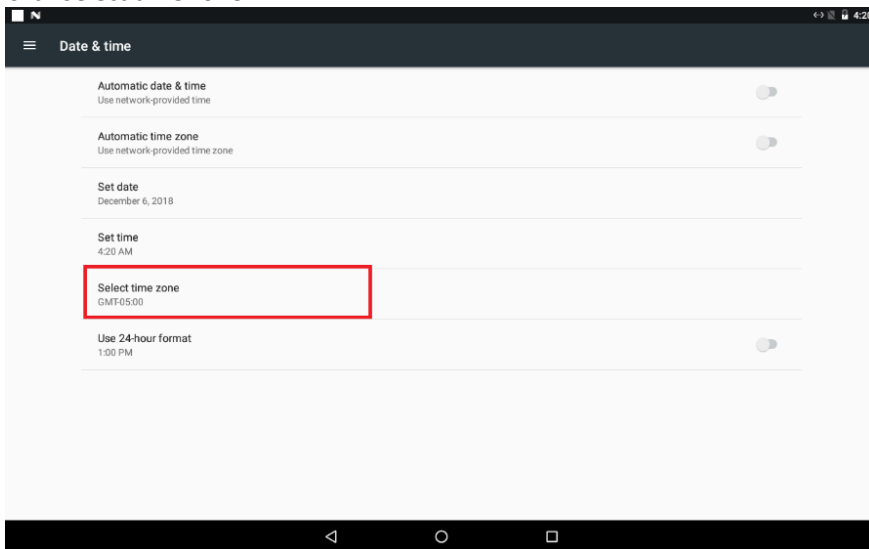 4:20
Date & time
Automatic date & time
Use network-provided time
Automatic time zone
Use network-provided time zone
Set date
December 6, 2018
Set time
4:20 AM
Select time zone
GMT-05:00
Use 24-hour format
1:00 PM